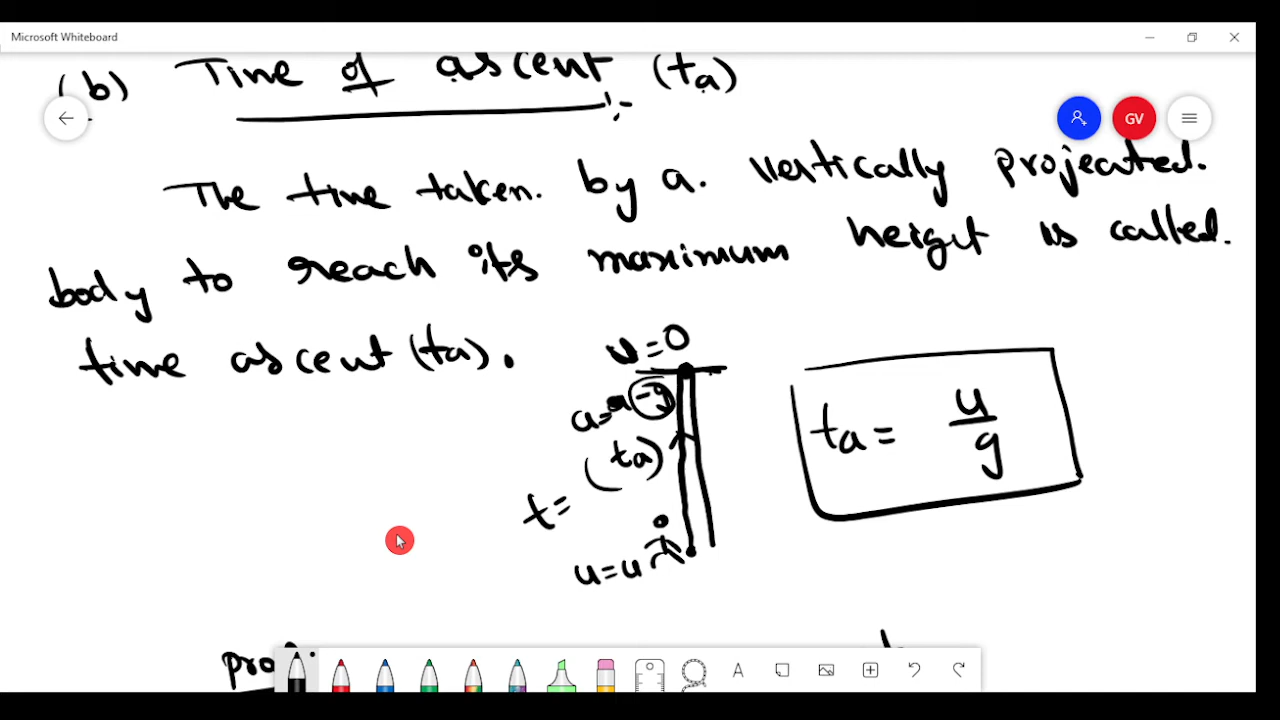 Microsoft Whiteboard
(b) Time of ascent (ta) :-
GV
The time taken. by a. vertically projected.
body to reach its maximum height is called.
time ascent (ta).
v=0
a=-g
ta = u/g
(ta)
t=
u=u
A